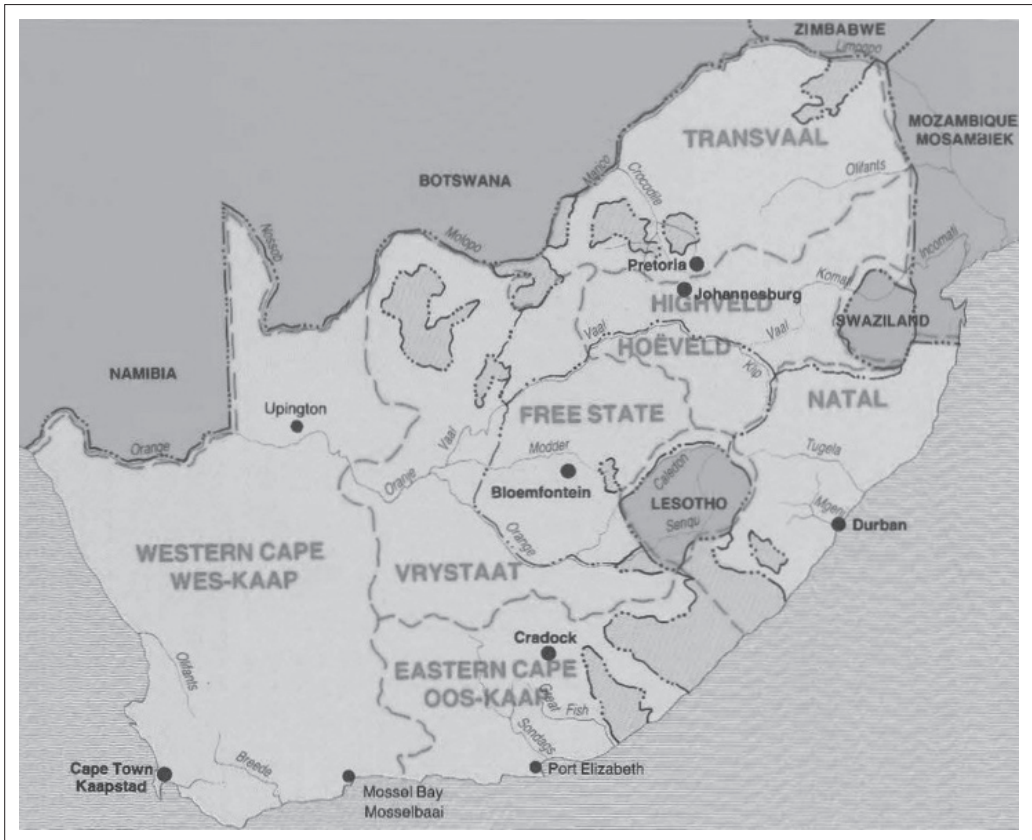 ZIMBABWE
Limpopo
MOZAMBIQUE
MOSAMBIEK
TRANSVAAL
Olifants
BOTSWANA
Marico
Crocodile
Nossob
Molopo
Incomati
Pretoria
Komati
Johannesburg
HIGHVELD
SWAZILAND
Vaal
Vaal
HOËVELD
Klip
NAMIBIA
Upington
FREE STATE
NATAL
Orange
Vaal
Modder
Tugela
Oranje
Bloemfontein
Caledon
LESOTHO
Senqu
Mgeni
Durban
Orange
WESTERN CAPE
WES-KAAP
VRYSTAAT
Cradock
EASTERN CAPE
OOS-KAAP
Olifants
Great
Fish
Sondags
Breede
Cape Town
Kaapstad
Port Elizabeth
Mossel Bay
Mosselbaai